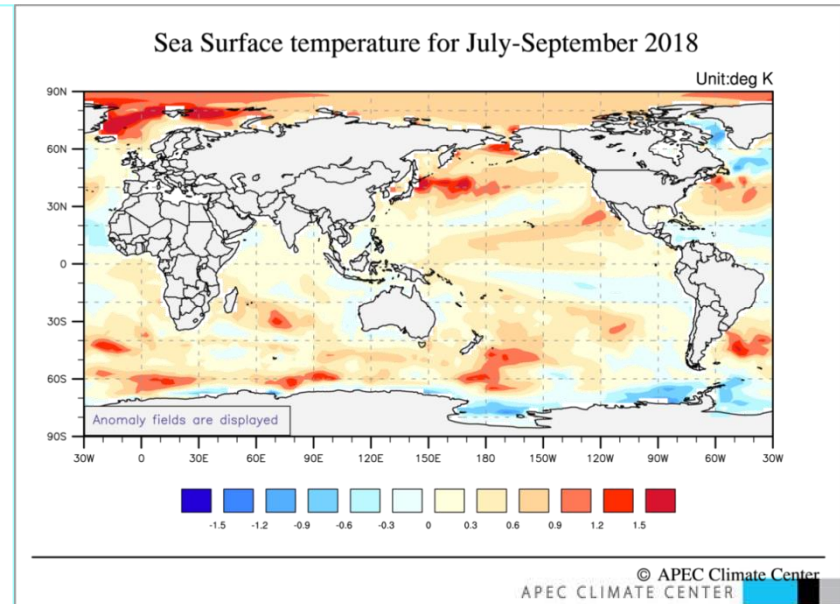 Sea Surface temperature for July-September 2018
Unit:deg K
90N
60N
30N
0
30S
60S
90S
Anomaly fields are displayed
30W 0 30E 60E 90E 120E 150E 180 150W 120W 90W 60W 30W
-1.5 -1.2 -0.9 -0.6 -0.3 0 0.3 0.6 0.9 1.2 1.5
© APEC Climate Center
APEC CLIMATE CENTER